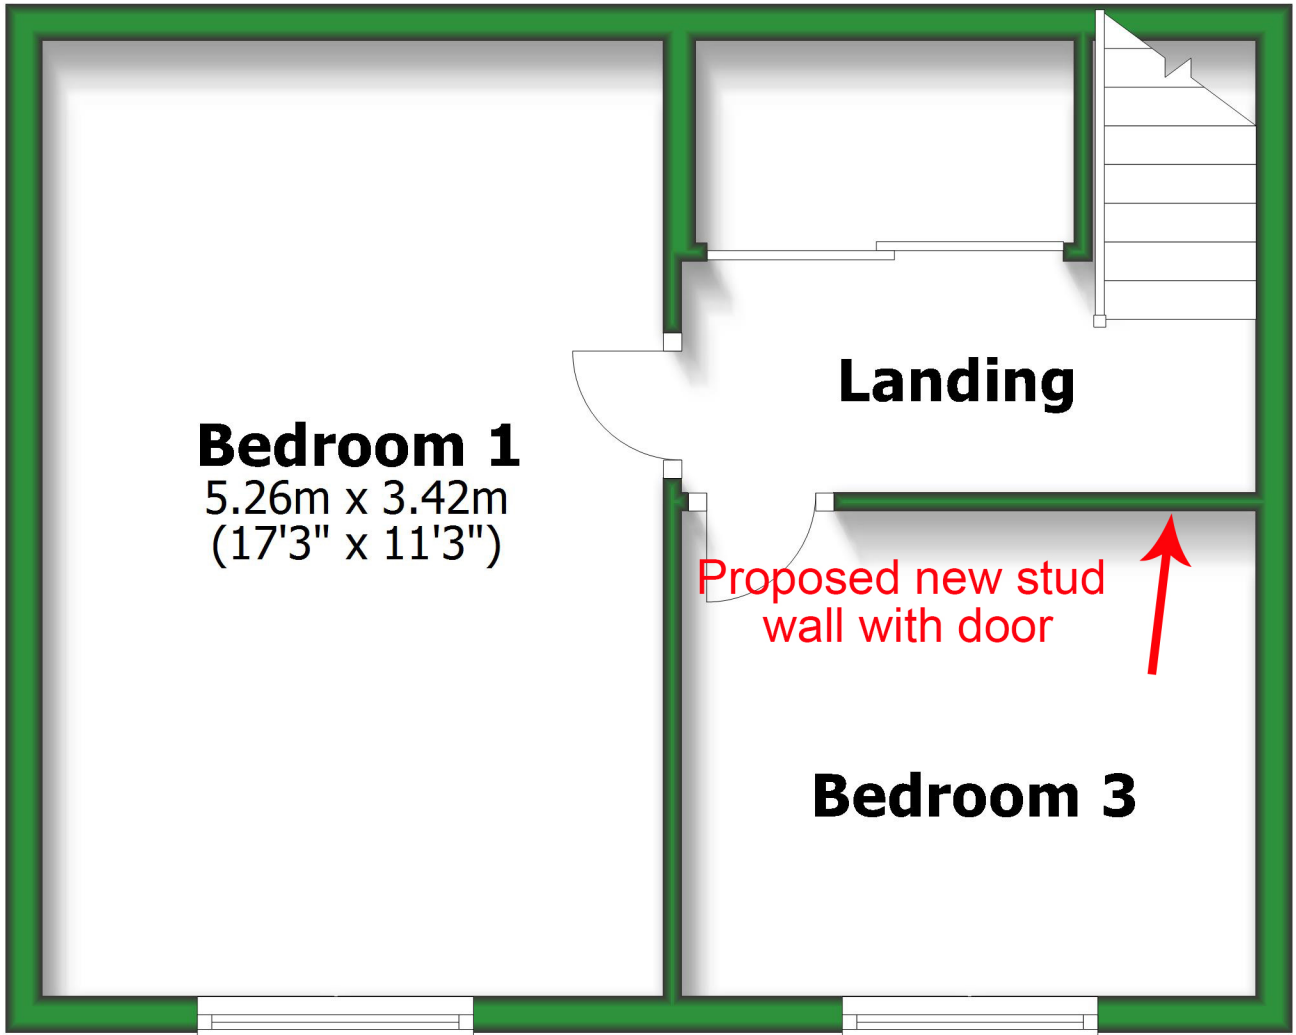 Landing
Bedroom 1
5.26m x 3.42m
(17'3" x 11'3")
Proposed new stud
wall with door
Bedroom 3